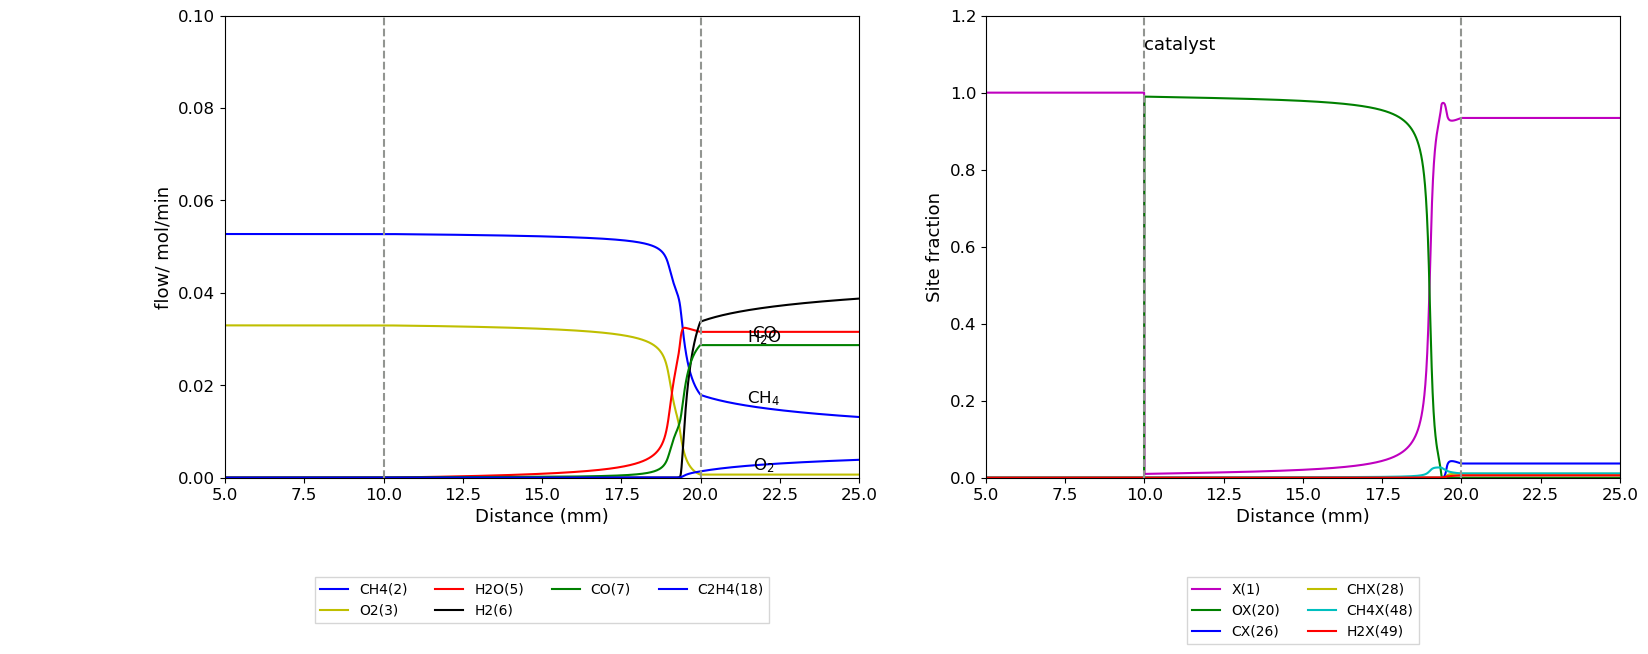 0.10
0.08
0.06
0.04
0.02
0.00
flow/ mol/min
CO
H₂O
CH₄
O₂
5.0 7.5 10.0 12.5 15.0 17.5 20.0 22.5 25.0
Distance (mm)
CH4(2) H2O(5) CO(7) C2H4(18)
O2(3) H2(6)
1.2
1.0
0.8
0.6
0.4
0.2
0.0
Site fraction
catalyst
5.0 7.5 10.0 12.5 15.0 17.5 20.0 22.5 25.0
Distance (mm)
X(1) CHX(28)
OX(20) CH4X(48)
CX(26) H2X(49)